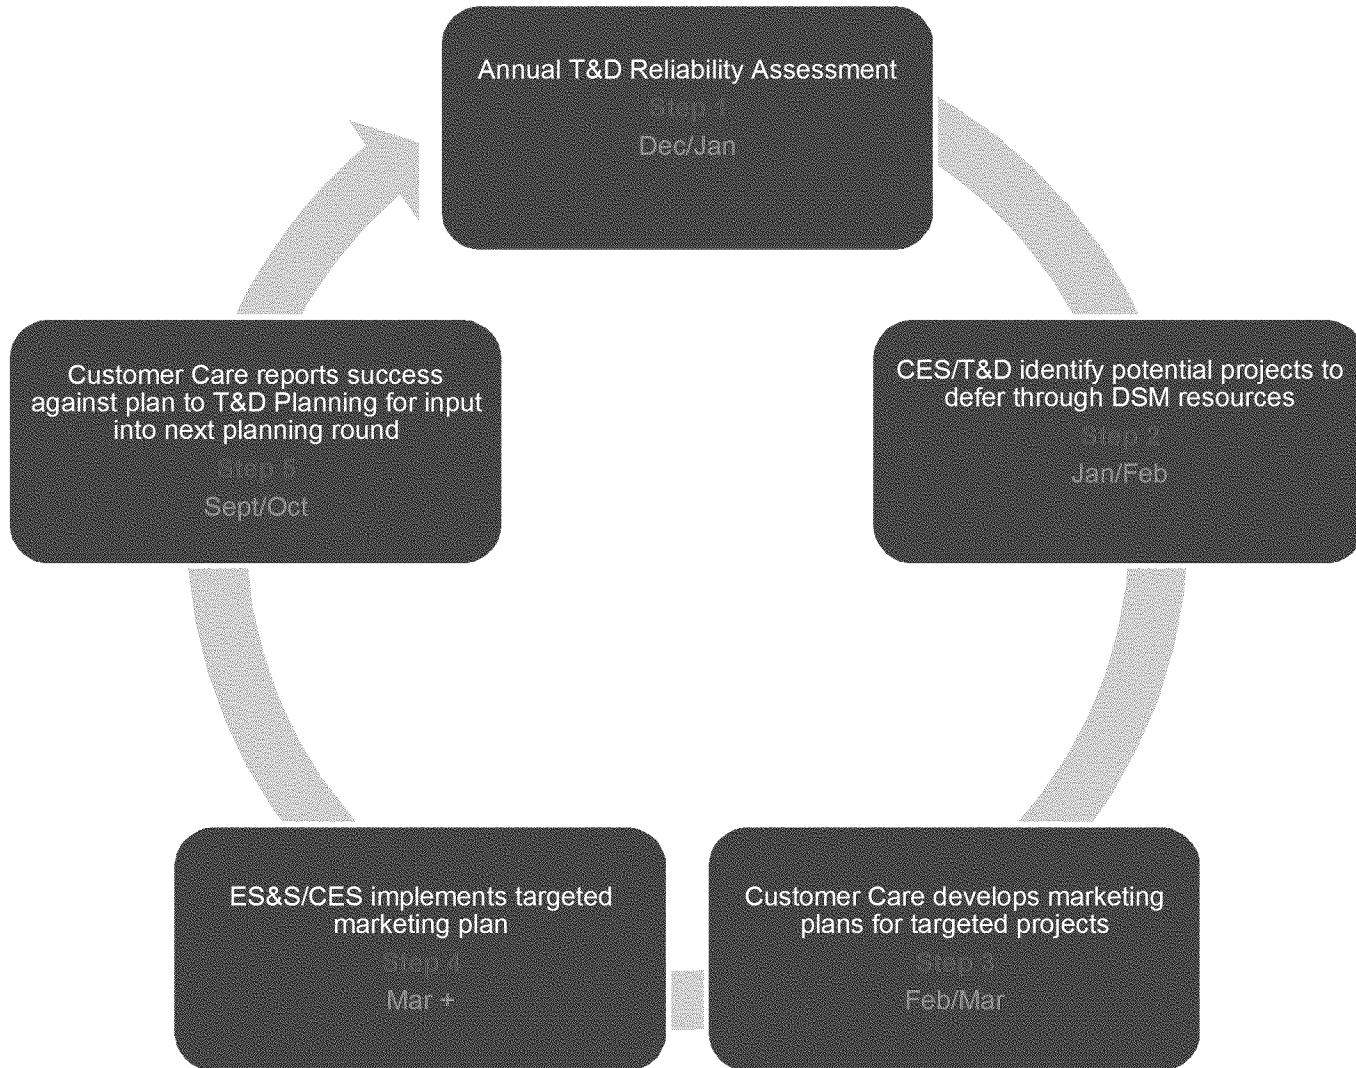 Annual T&D Reliability Assessment
Step 1
Dec/Jan
CES/T&D identify potential projects to
defer through DSM resources
Step 2
Jan/Feb
Customer Care develops marketing
plans for targeted projects
Step 3
Feb/Mar
ES&S/CES implements targeted
marketing plan
Step 4
Mar +
Customer Care reports success
against plan to T&D Planning for input
into next planning round
Step 5
Sept/Oct